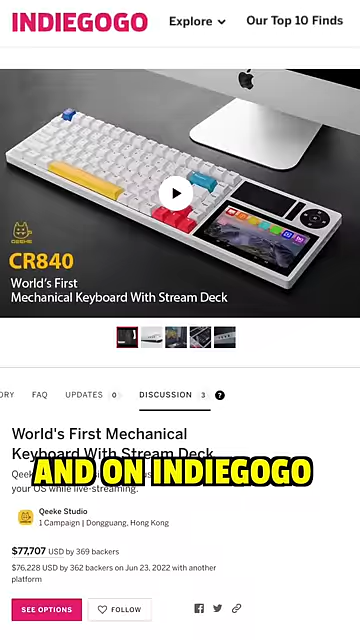 INDIEGOGO
Explore
Our Top 10 Finds
QEEKE
CR840
World's First
Mechanical Keyboard With Stream Deck
ORY
FAQ
UPDATES 0
DISCUSSION 3 ?
World's First Mechanical
Keyboard With Stream Deck
AND ON INDIEGOGO
your OS while live-streaming.
Qeeke Studio
1 Campaign | Dongguang, Hong Kong
$77,707 USD by 369 backers
$76,228 USD by 362 backers on Jun 23, 2022 with another
platform
SEE OPTIONS
FOLLOW